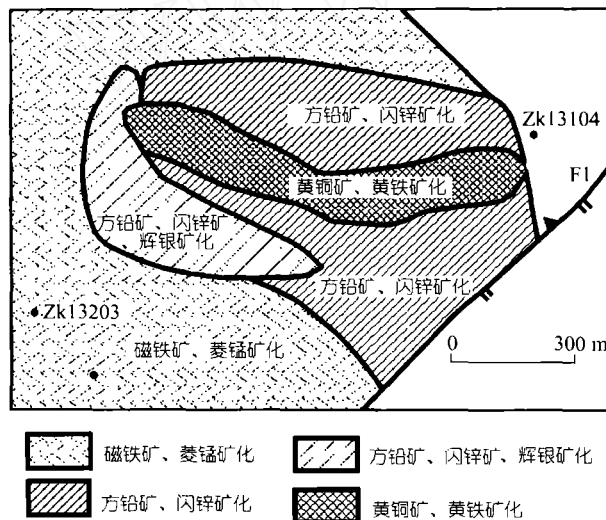 方铅矿、闪锌矿化
Zk13104
F1
黄铜矿、黄铁矿化
方铅矿、闪锌矿
辉银矿化
方铅矿、闪锌矿化
Zk13203
磁铁矿、菱锰矿化
0 300 m
磁铁矿、菱锰矿化
方铅矿、闪锌矿、辉银矿化
方铅矿、闪锌矿化
黄铜矿、黄铁矿化